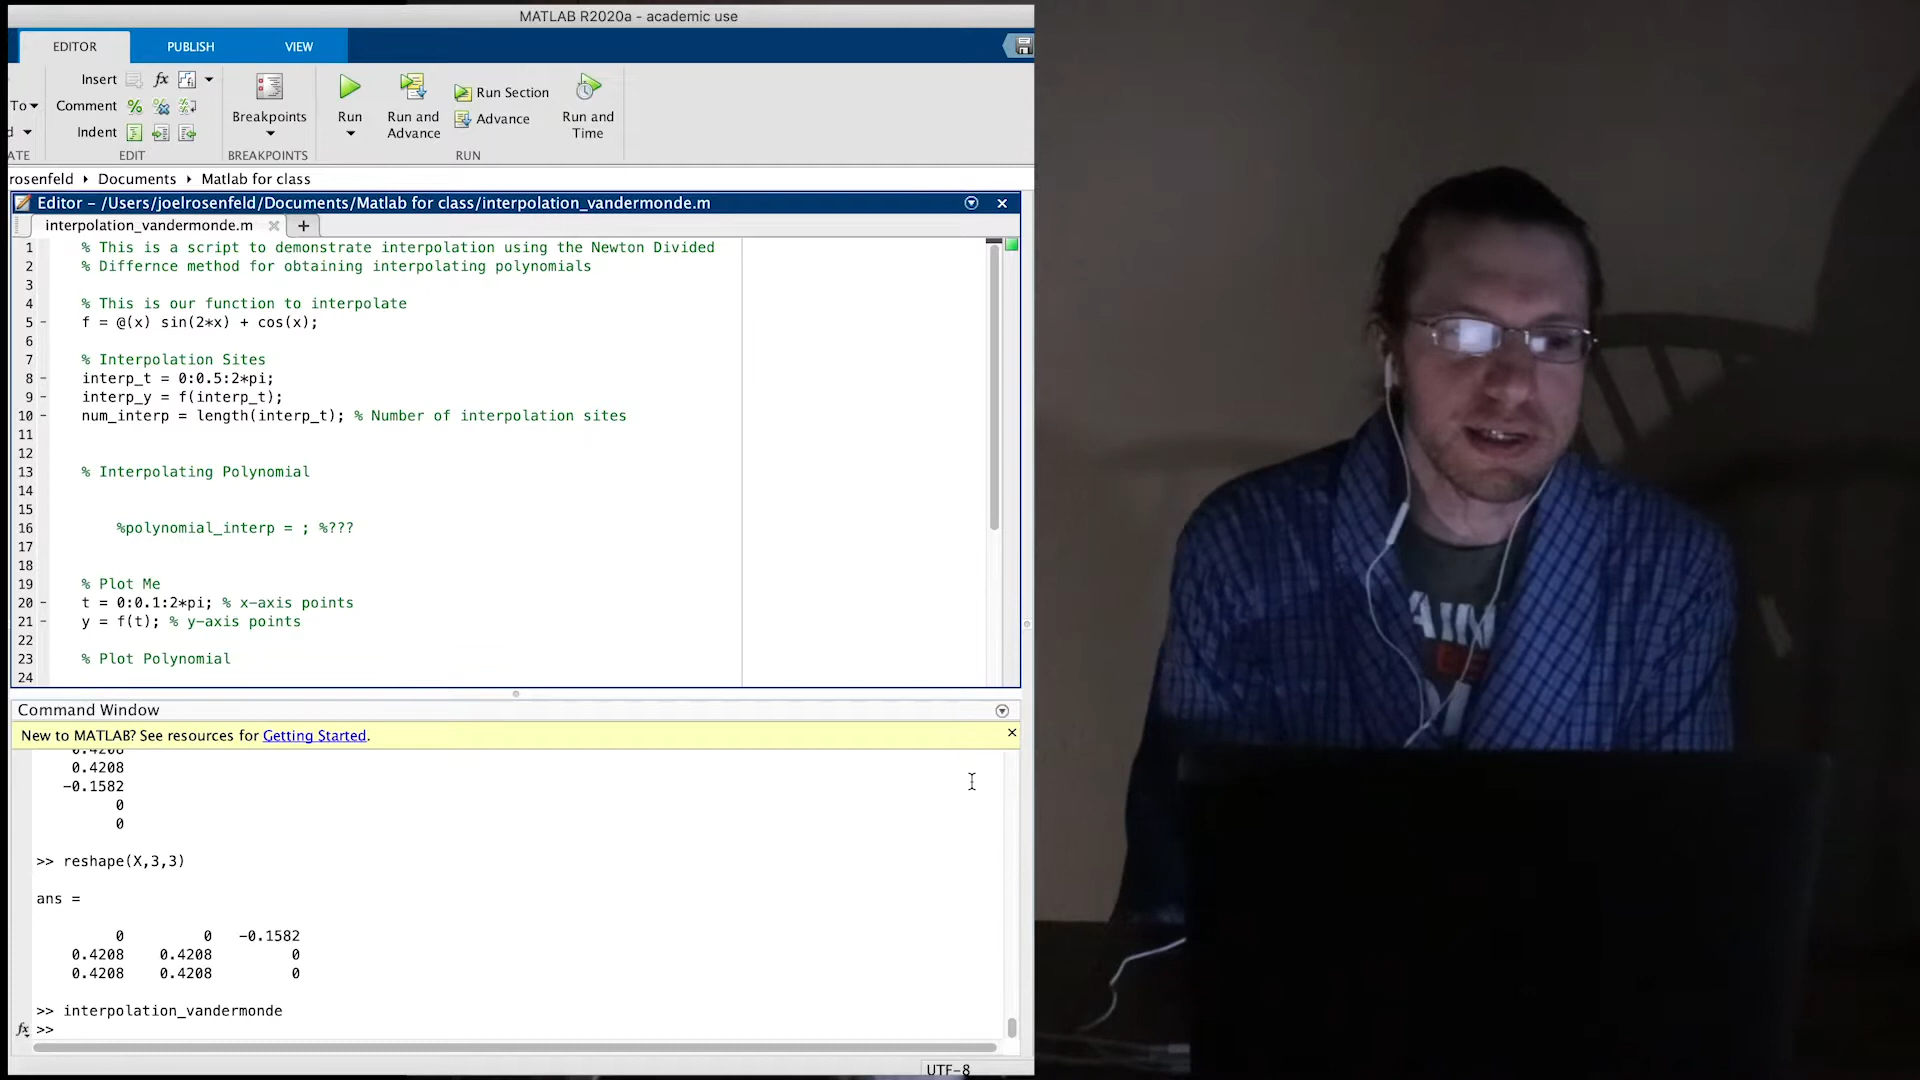 MATLAB R2020a - academic use
EDITOR PUBLISH VIEW
Insert fx
To Comment %
Indent
Breakpoints
Run
Run and Advance
Run Section
Advance
Run and Time
ATE EDIT BREAKPOINTS RUN
rosenfeld ▸ Documents ▸ Matlab for class
Editor - /Users/joelrosenfeld/Documents/Matlab for class/interpolation_vandermonde.m
interpolation_vandermonde.m +
1 % This is a script to demonstrate interpolation using the Newton Divided
2 % Differnce method for obtaining interpolating polynomials
3
4 % This is our function to interpolate
5 - f = @(x) sin(2*x) + cos(x);
6
7 % Interpolation Sites
8 - interp_t = 0:0.5:2*pi;
9 - interp_y = f(interp_t);
10 - num_interp = length(interp_t); % Number of interpolation sites
11
12
13 % Interpolating Polynomial
14
15
16 %polynomial_interp = ; %???
17
18
19 % Plot Me
20 - t = 0:0.1:2*pi; % x-axis points
21 - y = f(t); % y-axis points
22
23 % Plot Polynomial
24
Command Window
New to MATLAB? See resources for Getting Started.
0.4208
0.4208
-0.1582
0
0
>> reshape(X,3,3)
ans =
0 0 -0.1582
0.4208 0.4208 0
0.4208 0.4208 0
>> interpolation_vandermonde
fx >>
UTF-8